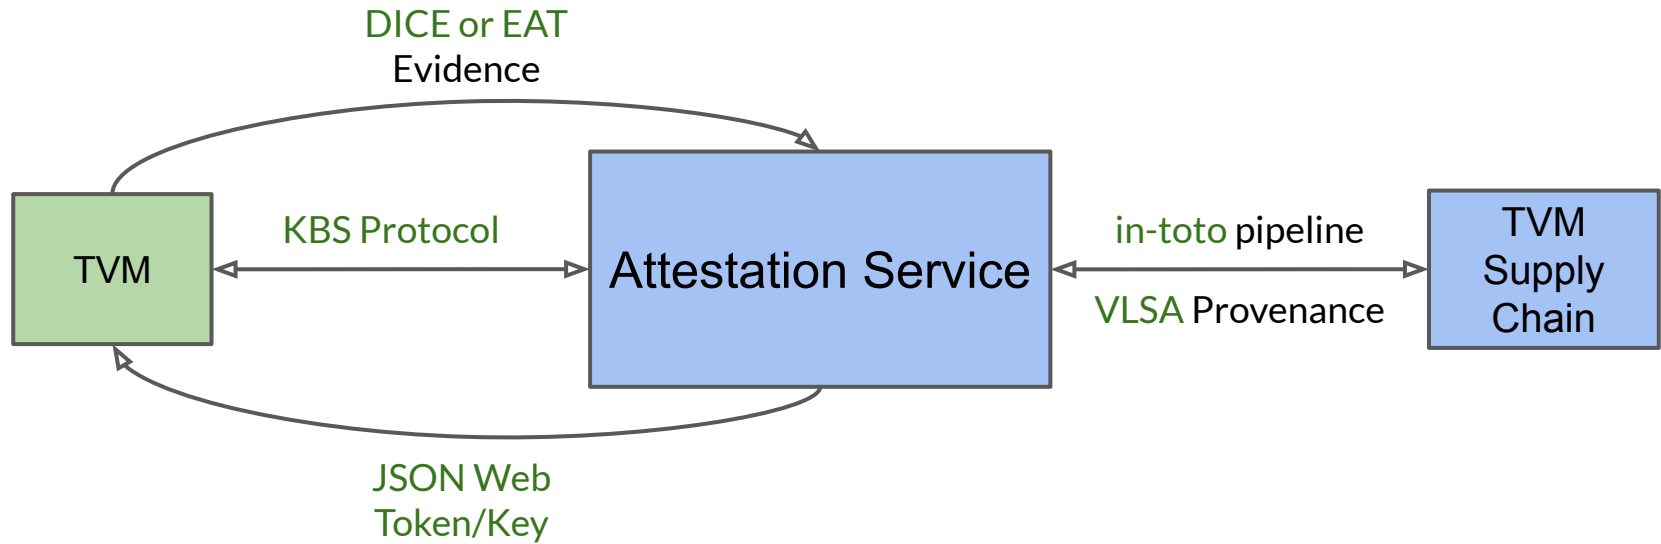 DICE or EAT
Evidence
TVM
KBS Protocol
Attestation Service
in-toto pipeline
VLSA Provenance
TVM
Supply
Chain
JSON Web
Token/Key